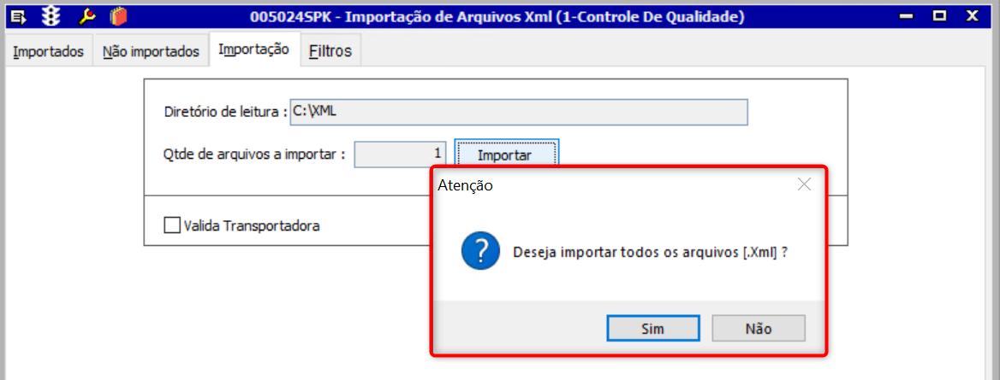 005024SPK - Importação de Arquivos Xml (1-Controle De Qualidade)
Importados Não importados Importação Filtros
Diretório de leitura : C:\XML
Qtde de arquivos a importar : 1 Importar
Valida Transportadora
Atenção
Deseja importar todos os arquivos [.Xml] ?
Sim Não